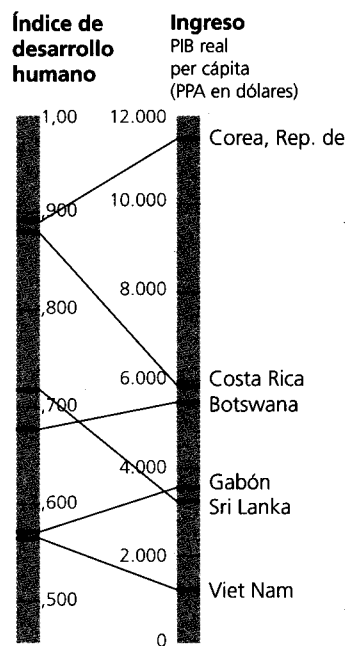 Índice de
desarrollo
humano
Ingreso
PIB real
per cápita
(PPA en dólares)
1,00
,900
,800
,700
,600
,500
12.000
10.000
8.000
6.000
4.000
2.000
0
Corea, Rep. de
Costa Rica
Botswana
Gabón
Sri Lanka
Viet Nam